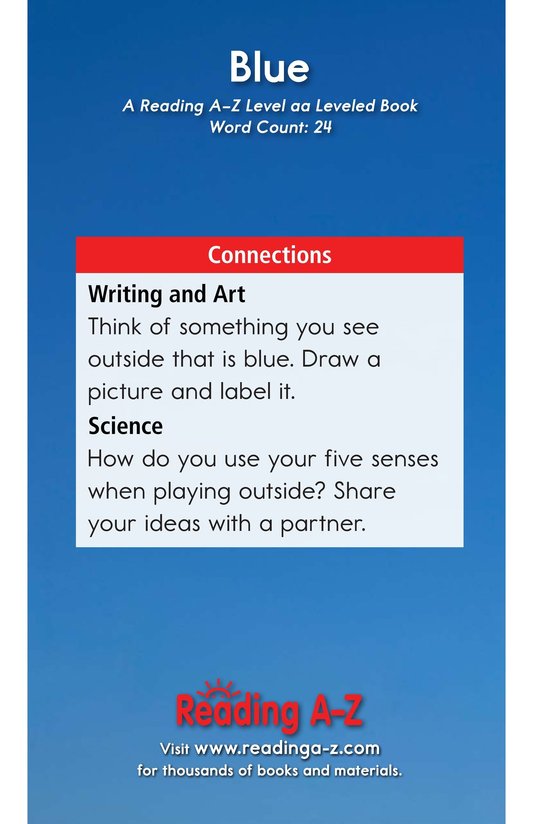 Blue
A Reading A–Z Level aa Leveled Book
Word Count: 24
Connections
Writing and Art
Think of something you see
outside that is blue. Draw a
picture and label it.
Science
How do you use your five senses
when playing outside? Share
your ideas with a partner.
Reading A–Z
Visit www.readinga-z.com
for thousands of books and materials.